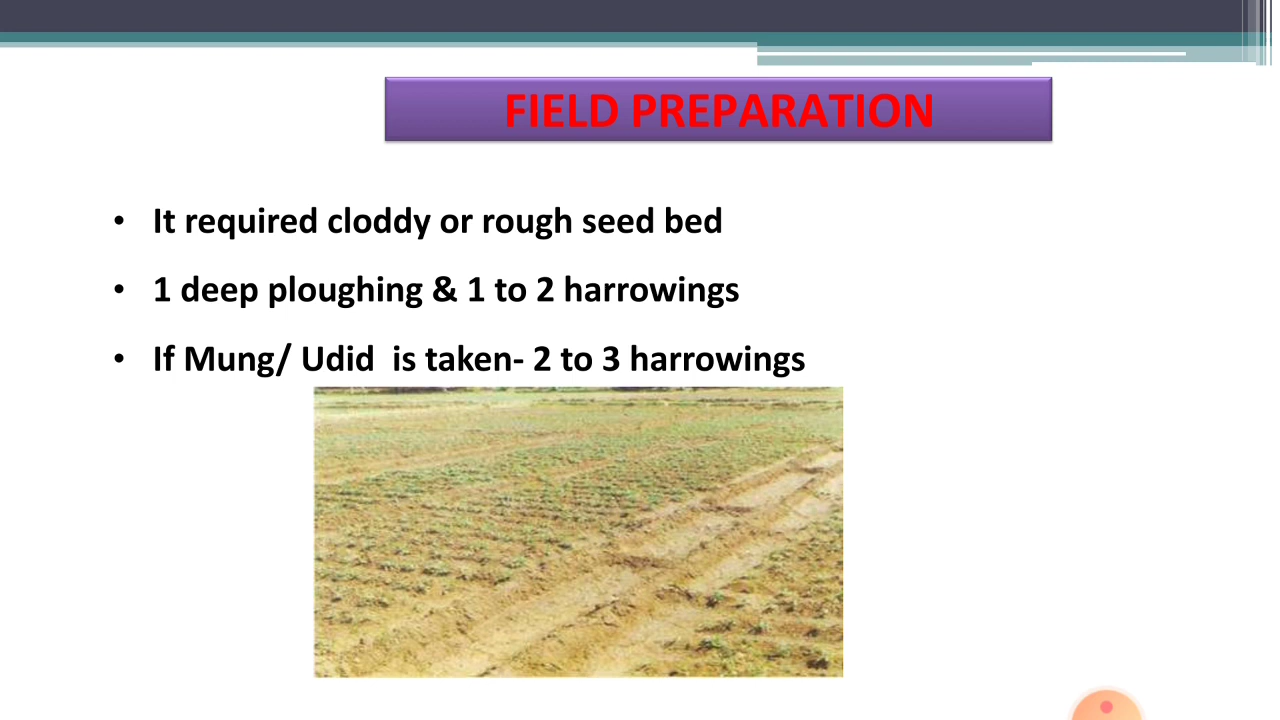 FIELD PREPARATION
• It required cloddy or rough seed bed
• 1 deep ploughing & 1 to 2 harrowings
• If Mung/ Udid  is taken- 2 to 3 harrowings